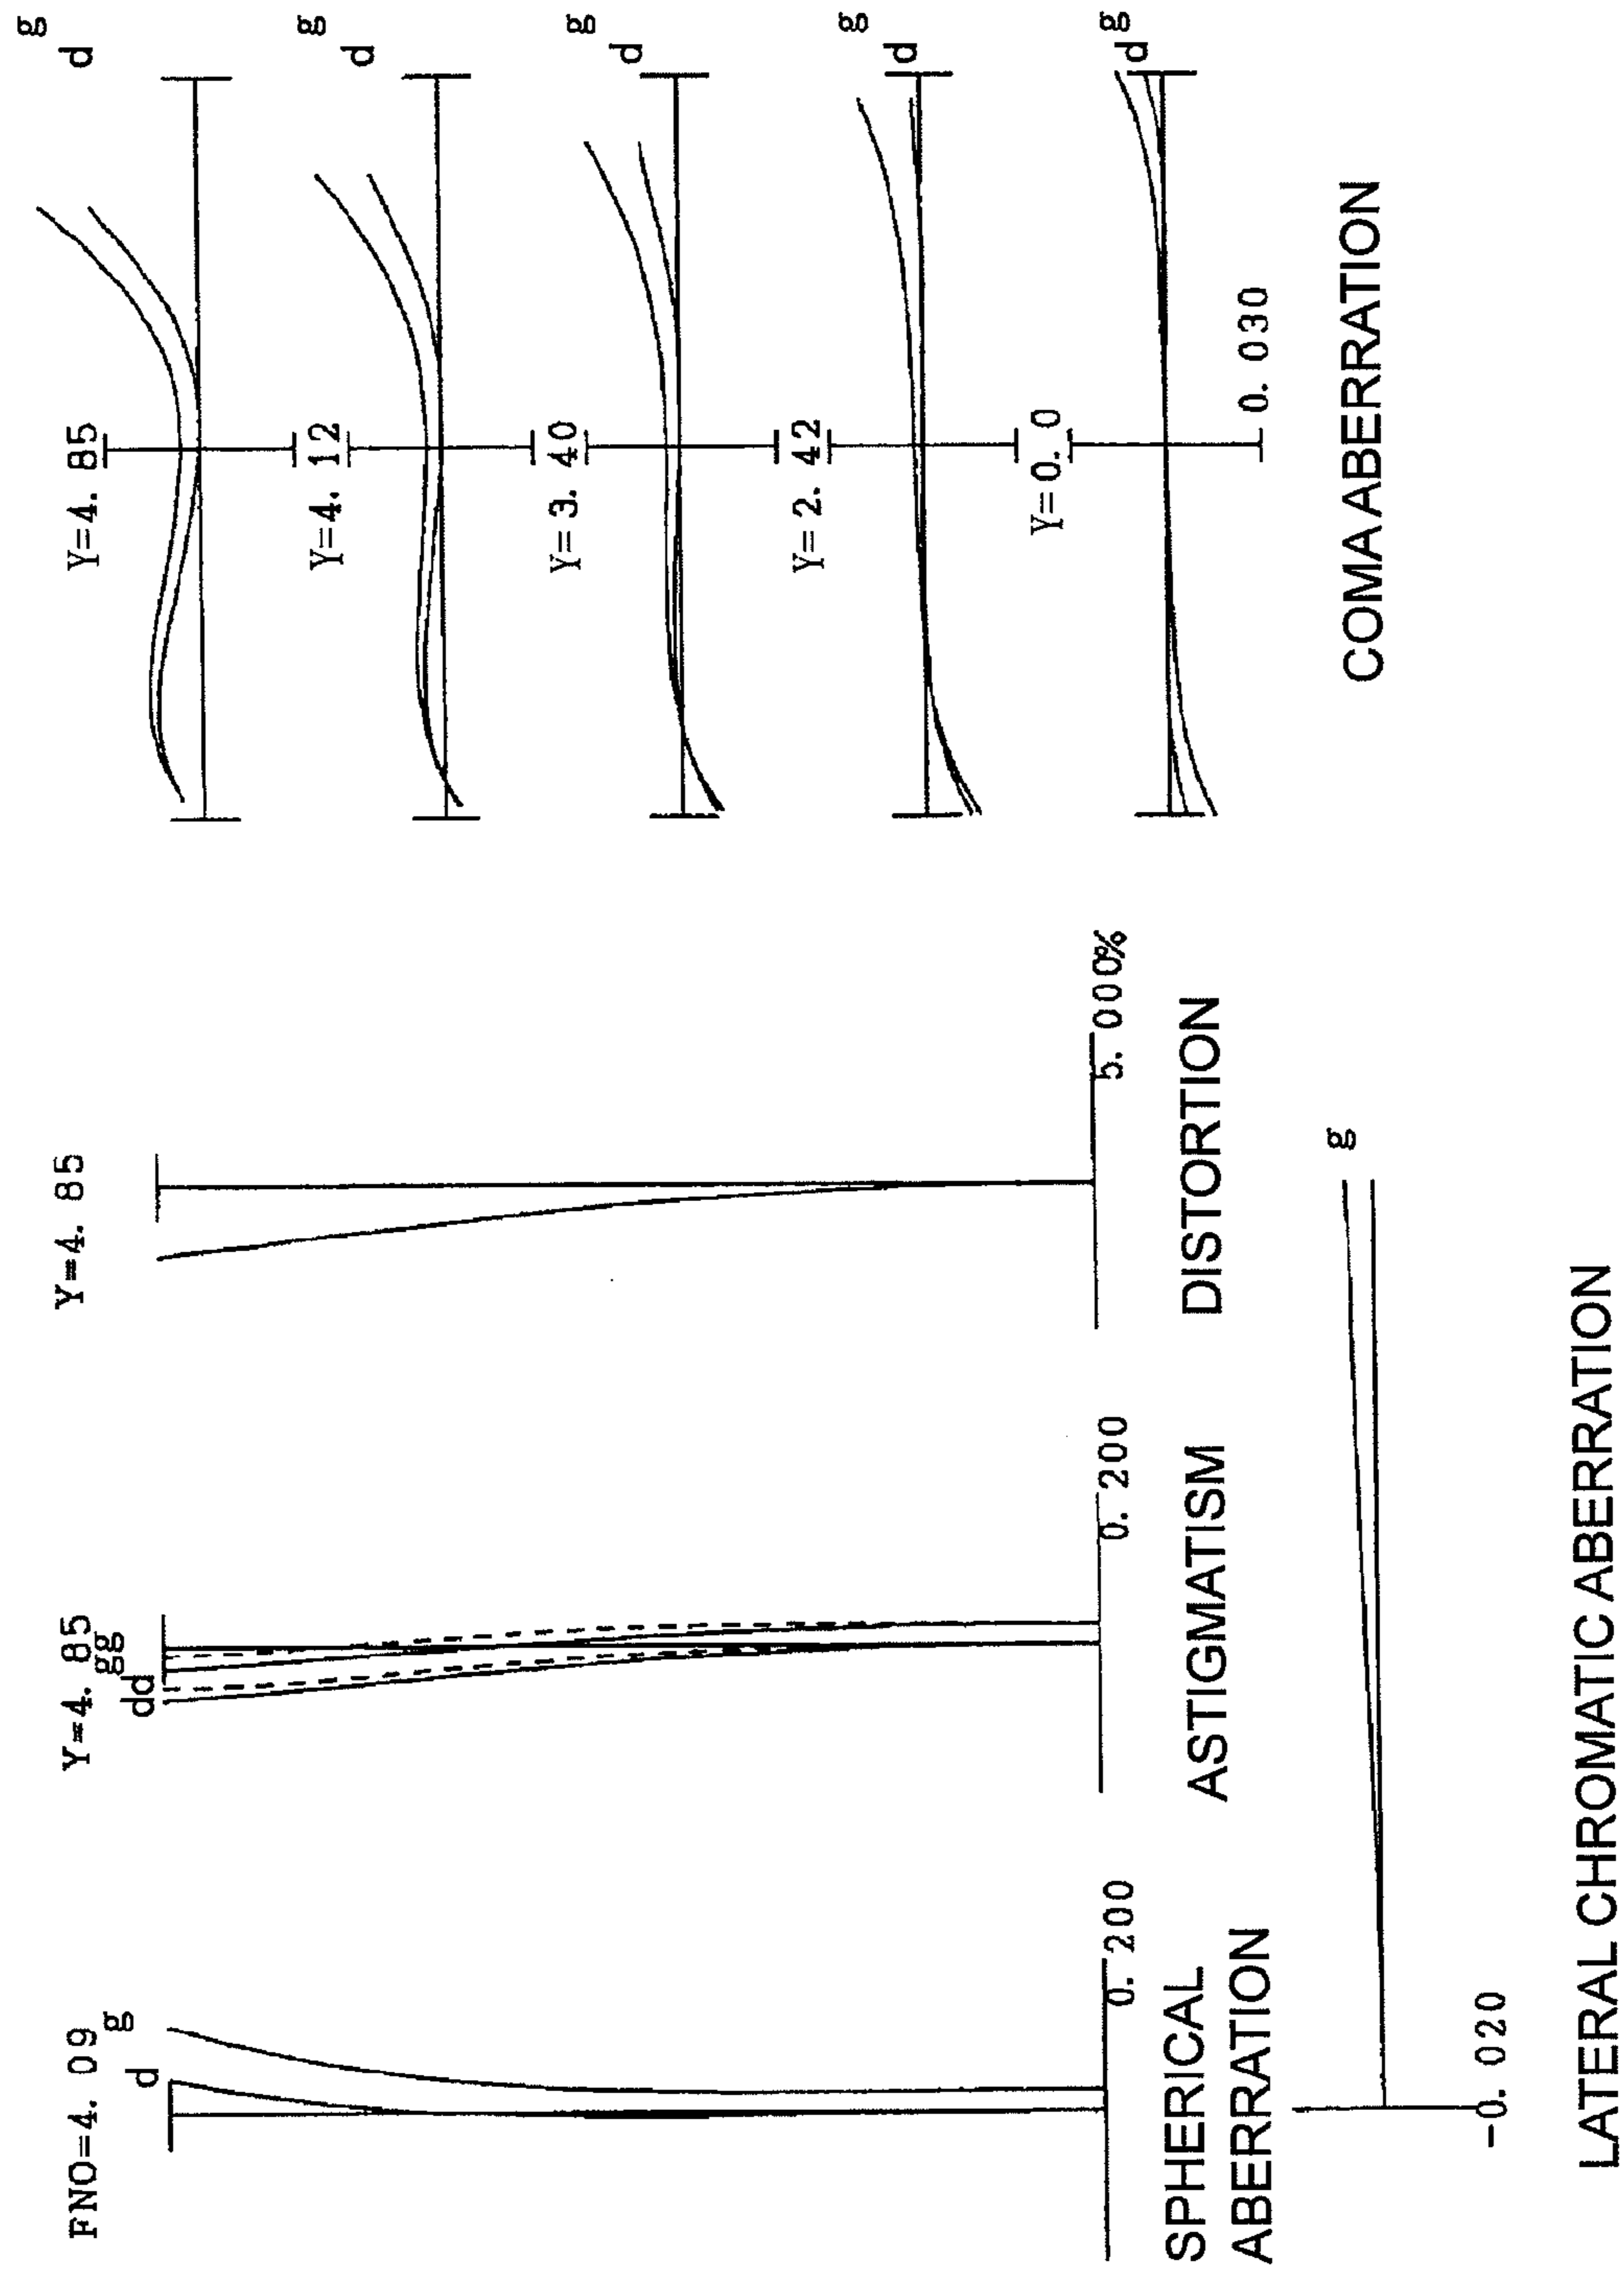 FNO=4. 09
d
g
0. 200
SPHERICAL
ABERRATION
Y=4. 85
dd
gg
0. 200
ASTIGMATISM
Y=4. 85
5. 000%
DISTORTION
Y=4. 85
g
d
Y=4. 12
g
d
Y=3. 40
g
d
Y=2. 42
g
d
Y=0. 0
g
d
0. 030
COMA ABERRATION
g
-0. 020
LATERAL CHROMATIC ABERRATION